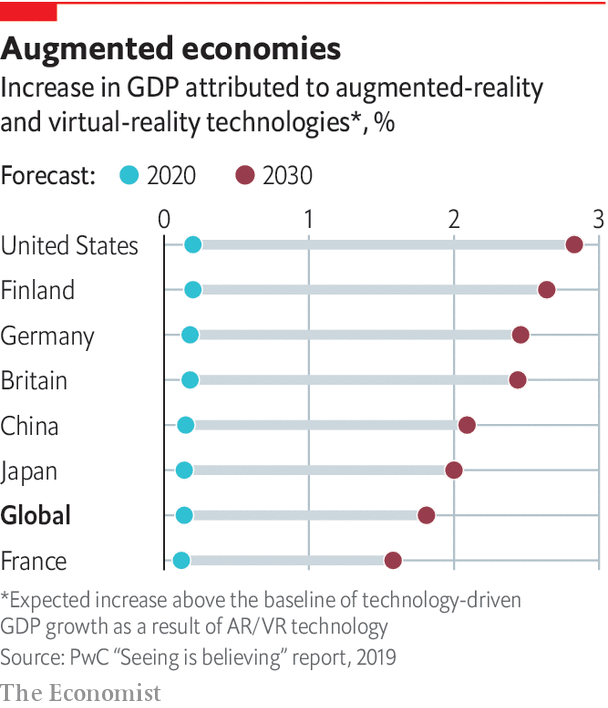 Augmented economies
Increase in GDP attributed to augmented-reality
and virtual-reality technologies*, %
Forecast: 2020 2030
0 1 2 3
United States
Finland
Germany
Britain
China
Japan
Global
France
*Expected increase above the baseline of technology-driven
GDP growth as a result of AR/VR technology
Source: PwC “Seeing is believing” report, 2019
The Economist